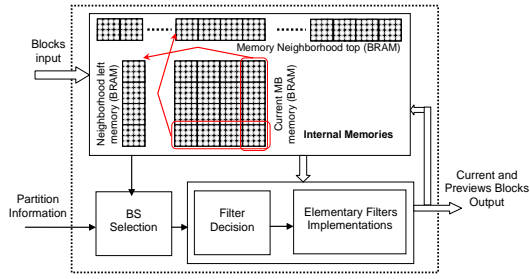 Blocks
input
Memory Neighborhood top (BRAM)
Neighborhood left
memory (BRAM)
Current MB
memory (BRAM)
Internal Memories
Partition
Information
BS
Selection
Filter
Decision
Elementary Filters
Implementations
Current and
Previews Blocks
Output